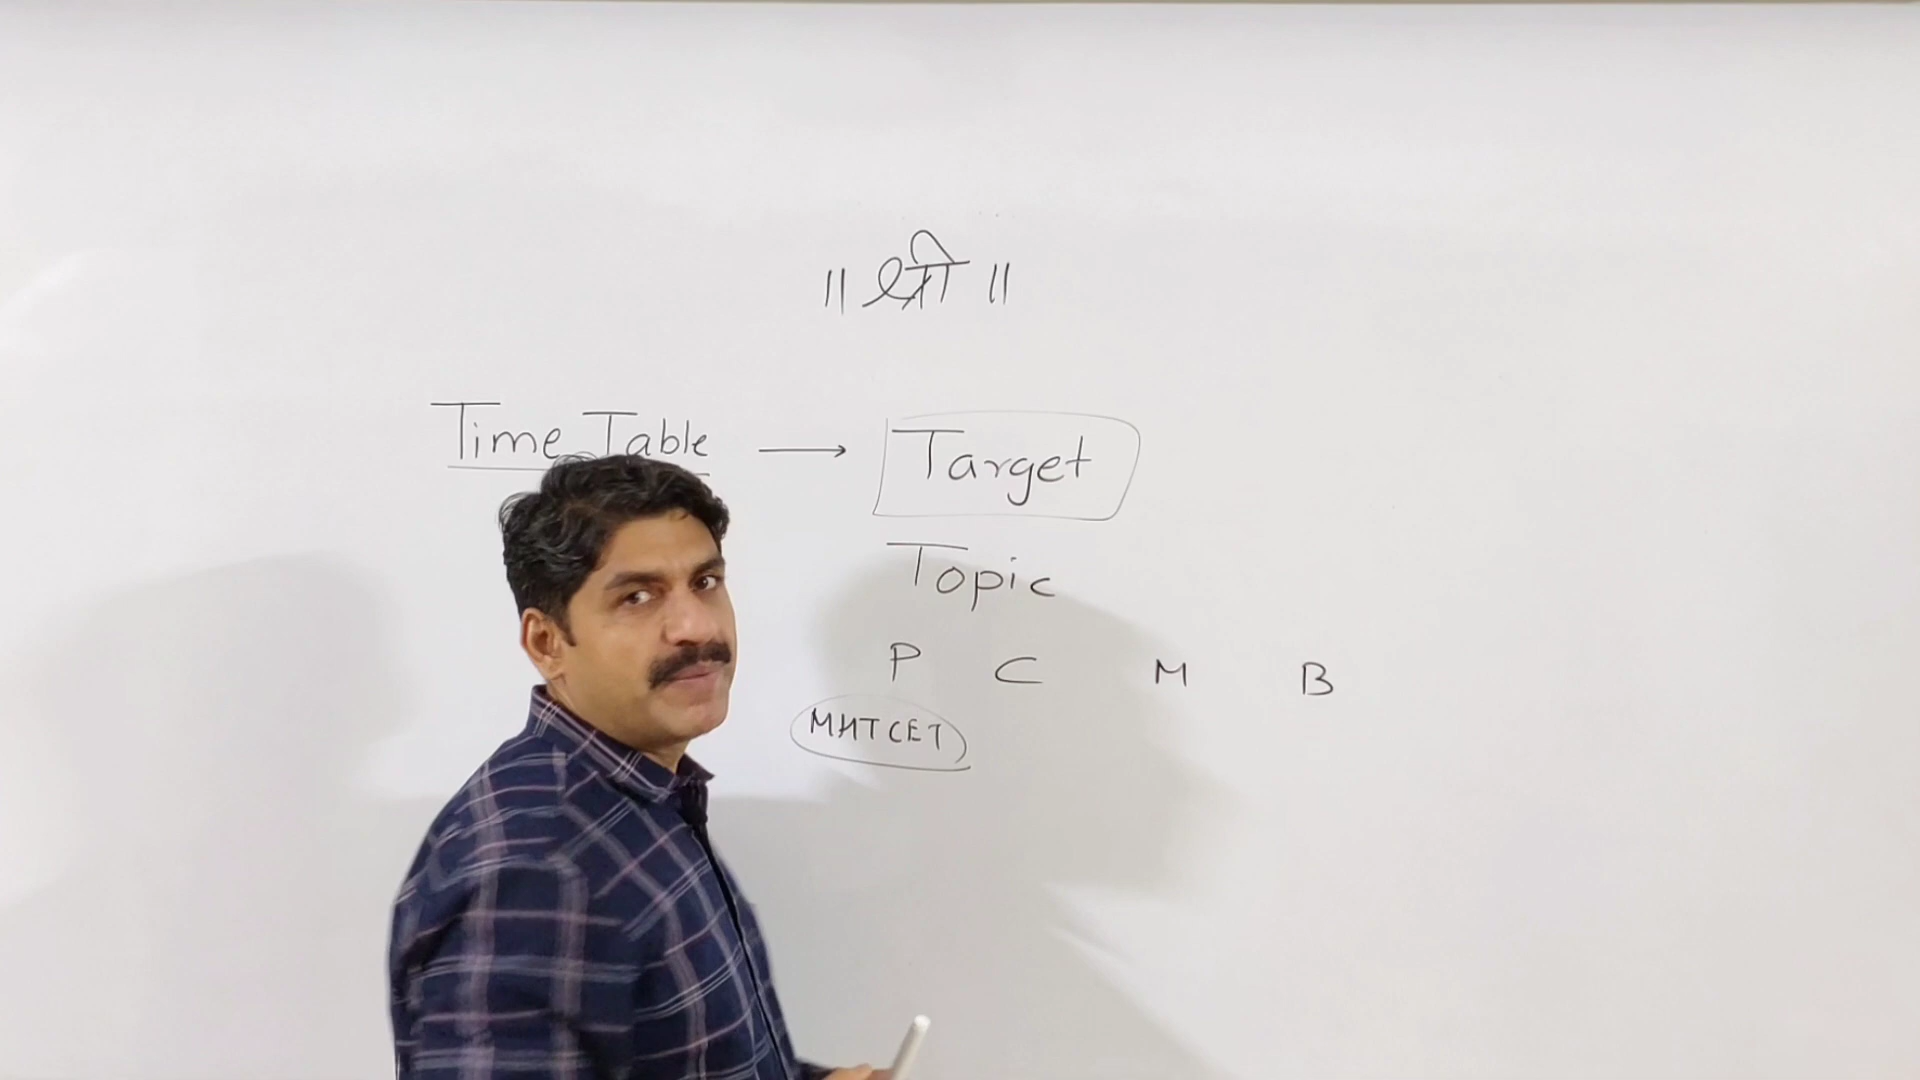 ॥ श्री ॥
Time Table → Target
Topic
P C M B
MHTCET